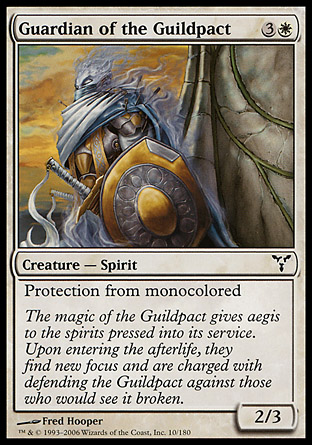 Guardian of the Guildpact 3
Creature — Spirit
Protection from monocolored
The magic of the Guildpact gives aegis
to the spirits pressed into its service.
Upon entering the afterlife, they
find new focus and are charged with
defending the Guildpact against those
who would see it broken.
Fred Hooper
™ & © 1993–2006 Wizards of the Coast, Inc. 10/180
2/3